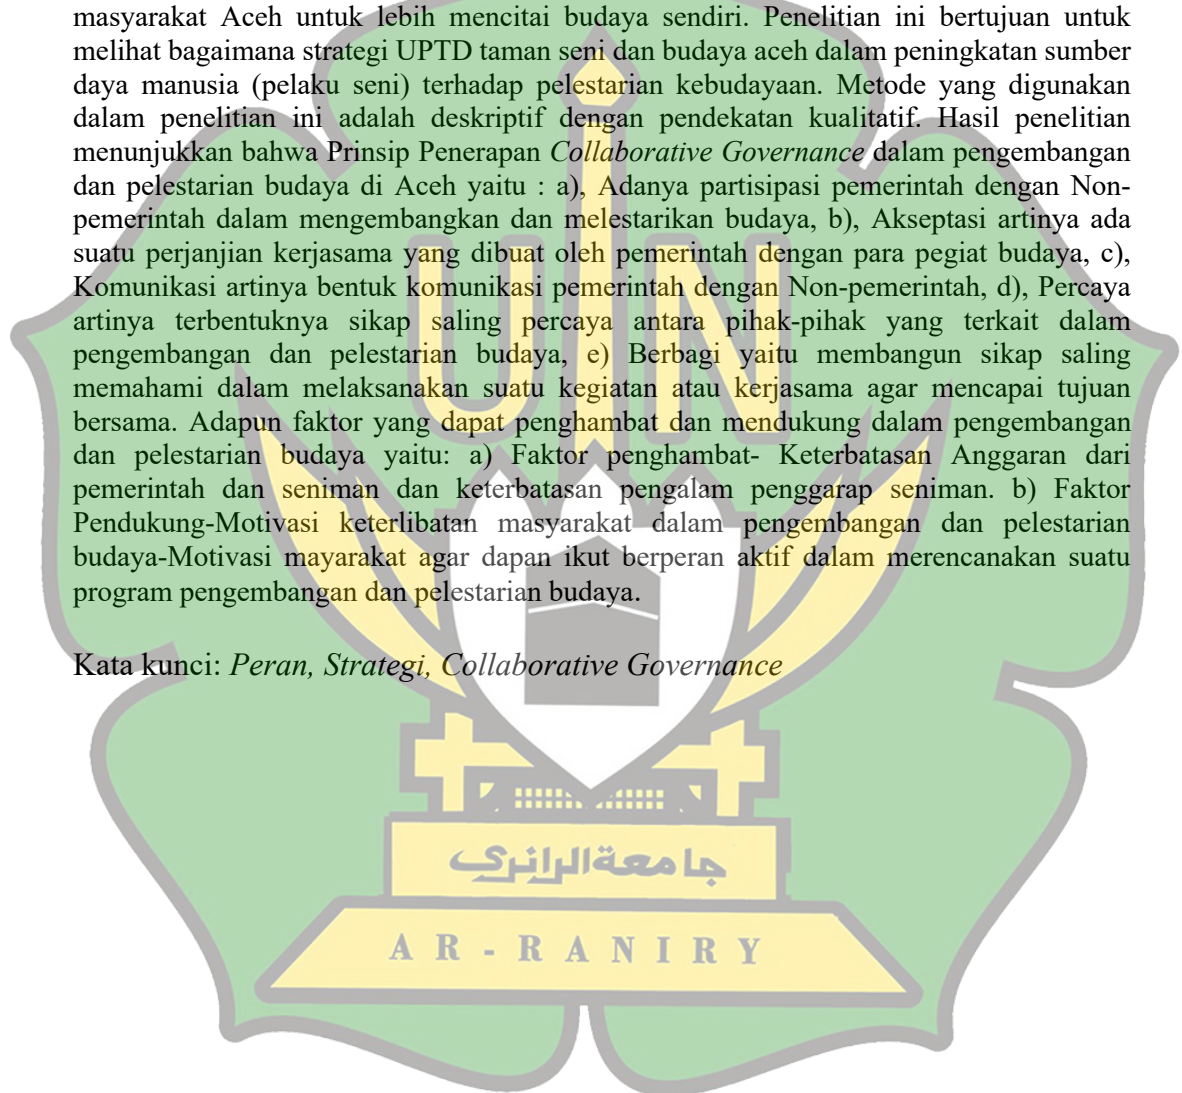 masyarakat Aceh untuk lebih mencitai budaya sendiri. Penelitian ini bertujuan untuk
melihat bagaimana strategi UPTD taman seni dan budaya aceh dalam peningkatan sumber
daya manusia (pelaku seni) terhadap pelestarian kebudayaan. Metode yang digunakan
dalam penelitian ini adalah deskriptif dengan pendekatan kualitatif. Hasil penelitian
menunjukkan bahwa Prinsip Penerapan Collaborative Governance dalam pengembangan
dan pelestarian budaya di Aceh yaitu : a), Adanya partisipasi pemerintah dengan Non-
pemerintah dalam mengembangkan dan melestarikan budaya, b), Akseptasi artinya ada
suatu perjanjian kerjasama yang dibuat oleh pemerintah dengan para pegiat budaya, c),
Komunikasi artinya bentuk komunikasi pemerintah dengan Non-pemerintah, d), Percaya
artinya terbentuknya sikap saling percaya antara pihak-pihak yang terkait dalam
pengembangan dan pelestarian budaya, e) Berbagi yaitu membangun sikap saling
memahami dalam melaksanakan suatu kegiatan atau kerjasama agar mencapai tujuan
bersama. Adapun faktor yang dapat penghambat dan mendukung dalam pengembangan
dan pelestarian budaya yaitu: a) Faktor penghambat- Keterbatasan Anggaran dari
pemerintah dan seniman dan keterbatasan pengalam penggarap seniman. b) Faktor
Pendukung-Motivasi keterlibatan masyarakat dalam pengembangan dan pelestarian
budaya-Motivasi mayarakat agar dapan ikut berperan aktif dalam merencanakan suatu
program pengembangan dan pelestarian budaya.
Kata kunci: Peran, Strategi, Collaborative Governance
UIN
جامعة الرانري
AR-RANIRY